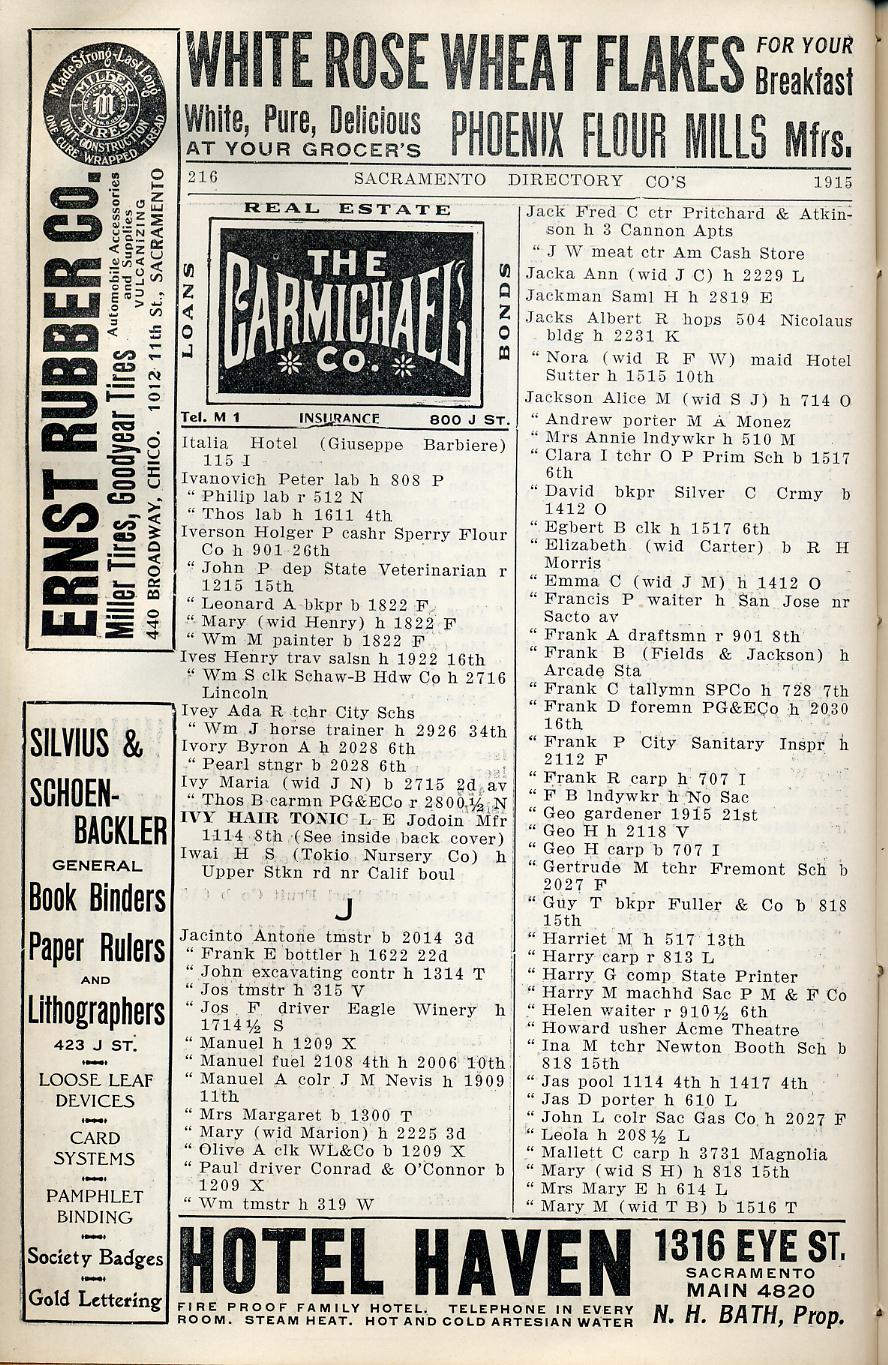 WHITE ROSE WHEAT FLAKES FOR YOUR Breakfast
White, Pure, Delicious
AT YOUR GROCER'S
PHOENIX FLOUR MILLS Mfrs.
216 SACRAMENTO DIRECTORY CO'S 1915
Made Strong-Last Long
MILLER
M
TIRES
UNIT CONSTRUCTION
ONE CURE WRAPPED TREAD
ERNST RUBBER CO.
Automobile Accessories
and Supplies
VULCANIZING
Miller Tires, Goodyear Tires
440 BROADWAY, CHICO. 1012 11th St., SACRAMENTO
SILVIUS &
SCHOEN-
BACKLER
GENERAL
Book Binders
Paper Rulers
AND
Lithographers
423 J ST.
LOOSE LEAF
DEVICES
CARD
SYSTEMS
PAMPHLET
BINDING
Society Badges
Gold Lettering
REAL ESTATE
LOANS
THE
CARMICHAEL
CO.
BONDS
Tel. M 1 INSURANCE 800 J ST.
Italia Hotel (Giuseppe Barbiere)
115 I
Ivanovich Peter lab h 808 P
" Philip lab r 512 N
" Thos lab h 1611 4th
Iverson Holger P cashr Sperry Flour
Co h 901 26th
" John P dep State Veterinarian r
1215 15th
" Leonard A bkpr b 1822 F
" Mary (wid Henry) h 1822 F
" Wm M painter b 1822 F
Ives Henry trav salsn h 1922 16th
" Wm S clk Schaw-B Hdw Co h 2716
Lincoln
Ivey Ada R tchr City Schs
" Wm J horse trainer h 2926 34th
Ivory Byron A h 2028 6th
" Pearl stngr b 2028 6th
Ivy Maria (wid J N) b 2715 2d av
" Thos B carmn PG&ECo r 2800½ N
IVY HAIR TONIC L E Jodoin Mfr
1114 8th (See inside back cover)
Iwai H S (Tokio Nursery Co) h
Upper Stkn rd nr Calif boul
J
Jacinto Antone tmstr b 2014 3d
" Frank E bottler h 1622 22d
" John excavating contr h 1314 T
" Jos tmstr h 315 V
" Jos F driver Eagle Winery h
1714½ S
" Manuel h 1209 X
" Manuel fuel 2108 4th h 2006 10th
" Manuel A colr J M Nevis h 1909
11th
" Mrs Margaret b 1300 T
" Mary (wid Marion) h 2225 3d
" Olive A clk WL&Co b 1209 X
" Paul driver Conrad & O'Connor b
1209 X
" Wm tmstr h 319 W
Jack Fred C ctr Pritchard & Atkin-
son h 3 Cannon Apts
" J W meat ctr Am Cash Store
Jacka Ann (wid J C) h 2229 L
Jackman Saml H h 2819 E
Jacks Albert R hops 504 Nicolaus
bldg h 2231 K
" Nora (wid R F W) maid Hotel
Sutter h 1515 10th
Jackson Alice M (wid S J) h 714 O
" Andrew porter M A Monez
" Mrs Annie lndywkr h 510 M
" Clara I tchr O P Prim Sch b 1517
6th
" David bkpr Silver C Crmy b
1412 O
" Egbert B clk h 1517 6th
" Elizabeth (wid Carter) b R H
Morris
" Emma C (wid J M) h 1412 O
" Francis P waiter h San Jose nr
Sacto av
" Frank A draftsmn r 901 8th
" Frank B (Fields & Jackson) h
Arcade Sta
" Frank C tallymn SPCo h 728 7th
" Frank D foremn PG&ECo h 2030
16th
" Frank P City Sanitary Inspr h
2112 F
" Frank R carp h 707 I
" F B lndywkr h No Sac
" Geo gardener 1915 21st
" Geo H h 2118 V
" Geo H carp b 707 I
" Gertrude M tchr Fremont Sch b
2027 F
" Guy T bkpr Fuller & Co b 818
15th
" Harriet M h 517 13th
" Harry carp r 813 L
" Harry G comp State Printer
" Harry M machhd Sac P M & F Co
" Helen waiter r 910½ 6th
" Howard usher Acme Theatre
" Ina M tchr Newton Booth Sch b
818 15th
" Jas pool 1114 4th h 1417 4th
" Jas D porter h 610 L
" John L colr Sac Gas Co h 2027 F
" Leola h 208½ L
" Mallett C carp h 3731 Magnolia
" Mary (wid S H) h 818 15th
" Mrs Mary E h 614 L
" Mary M (wid T B) b 1516 T
HOTEL HAVEN
FIRE PROOF FAMILY HOTEL. TELEPHONE IN EVERY
ROOM. STEAM HEAT. HOT AND COLD ARTESIAN WATER
1316 EYE ST.
SACRAMENTO
MAIN 4820
N. H. BATH, Prop.